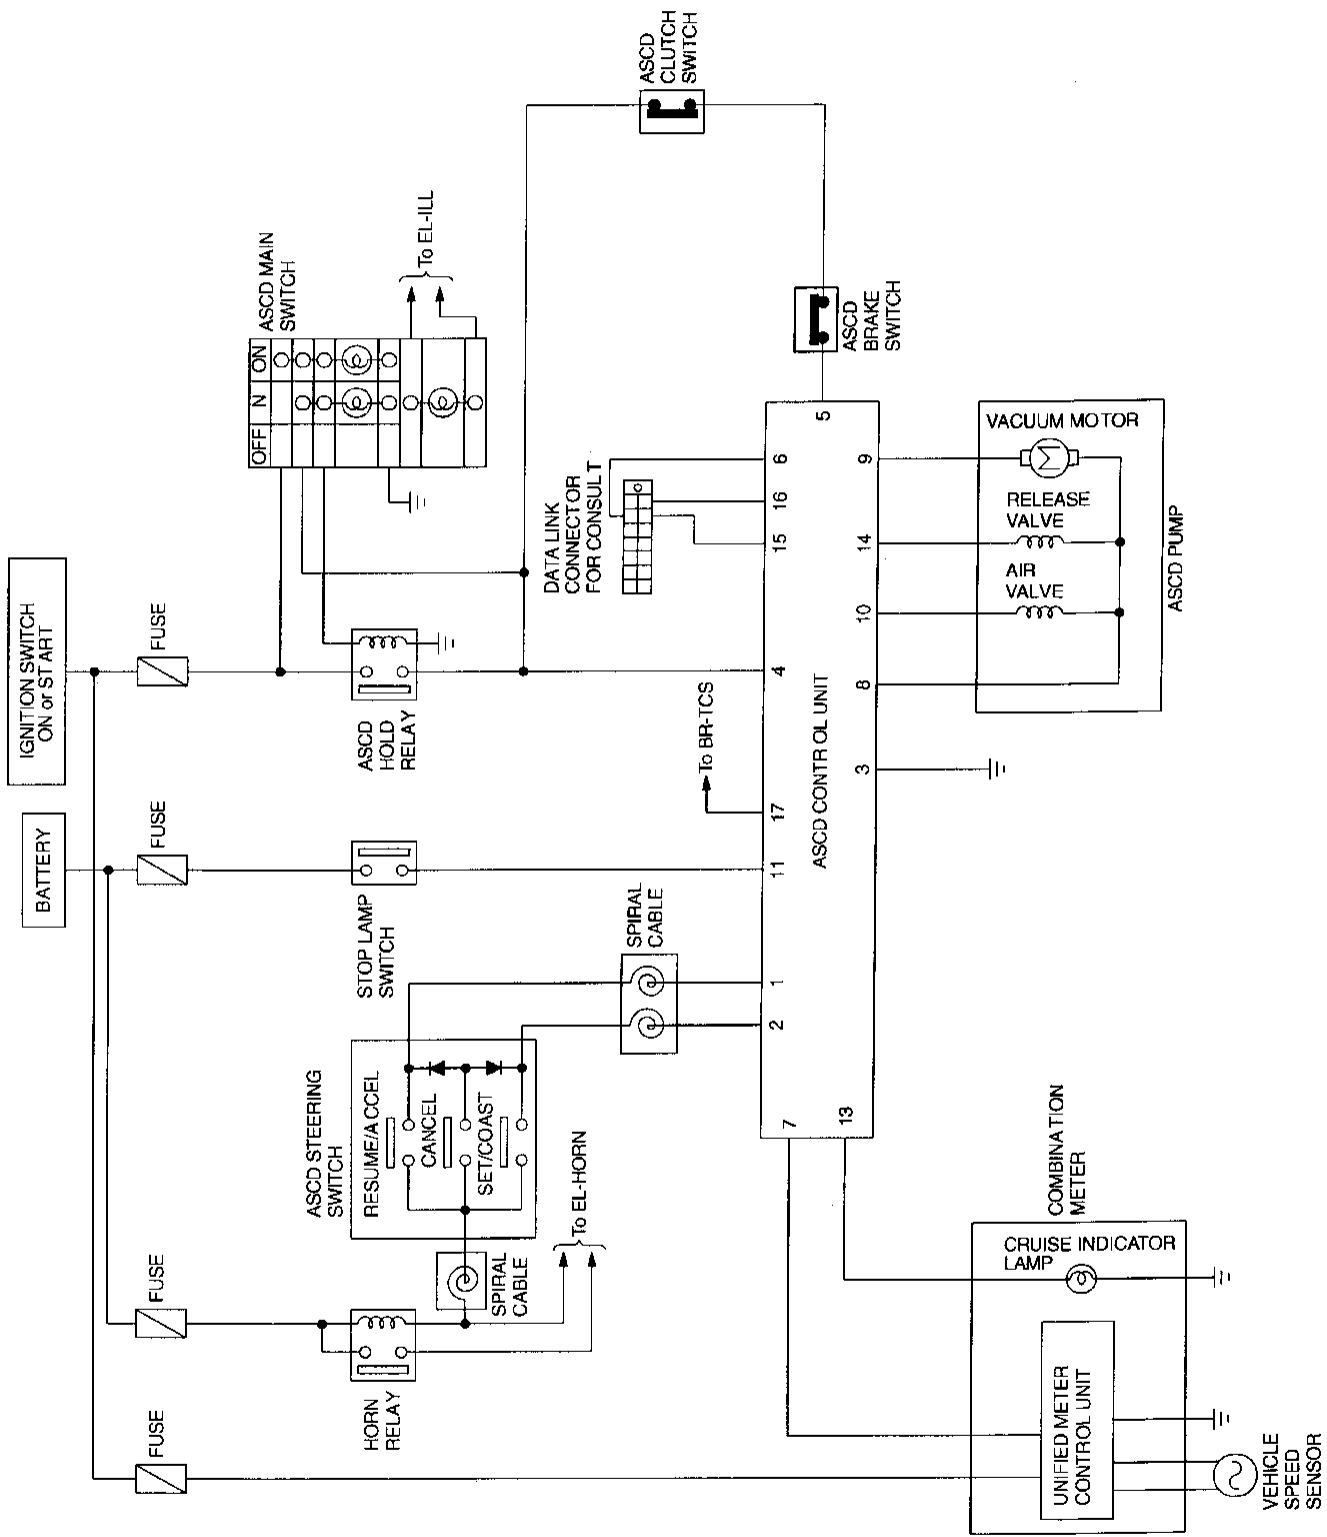 IGNITION SWITCH
ON or START
BATTERY
FUSE
FUSE
FUSE
FUSE
ASCD MAIN
SWITCH
OFF
N
ON
To EL-ILL
ASCD
CLUTCH
SWITCH
ASCD
HOLD
RELAY
STOP LAMP
SWITCH
ASCD STEERING
SWITCH
RESUME/ACCEL
CANCEL
SET/COAST
HORN
RELAY
SPIRAL
CABLE
To EL-HORN
SPIRAL
CABLE
DATA LINK
CONNECTOR
FOR CONSULT
To BR-TCS
ASCD
BRAKE
SWITCH
5
6
16
15
4
17
11
1
2
ASCD CONTROL UNIT
9
14
10
8
3
7
13
VACUUM MOTOR
M
RELEASE
VALVE
AIR
VALVE
ASCD PUMP
COMBINATION
METER
CRUISE INDICATOR
LAMP
UNIFIED METER
CONTROL UNIT
VEHICLE
SPEED
SENSOR